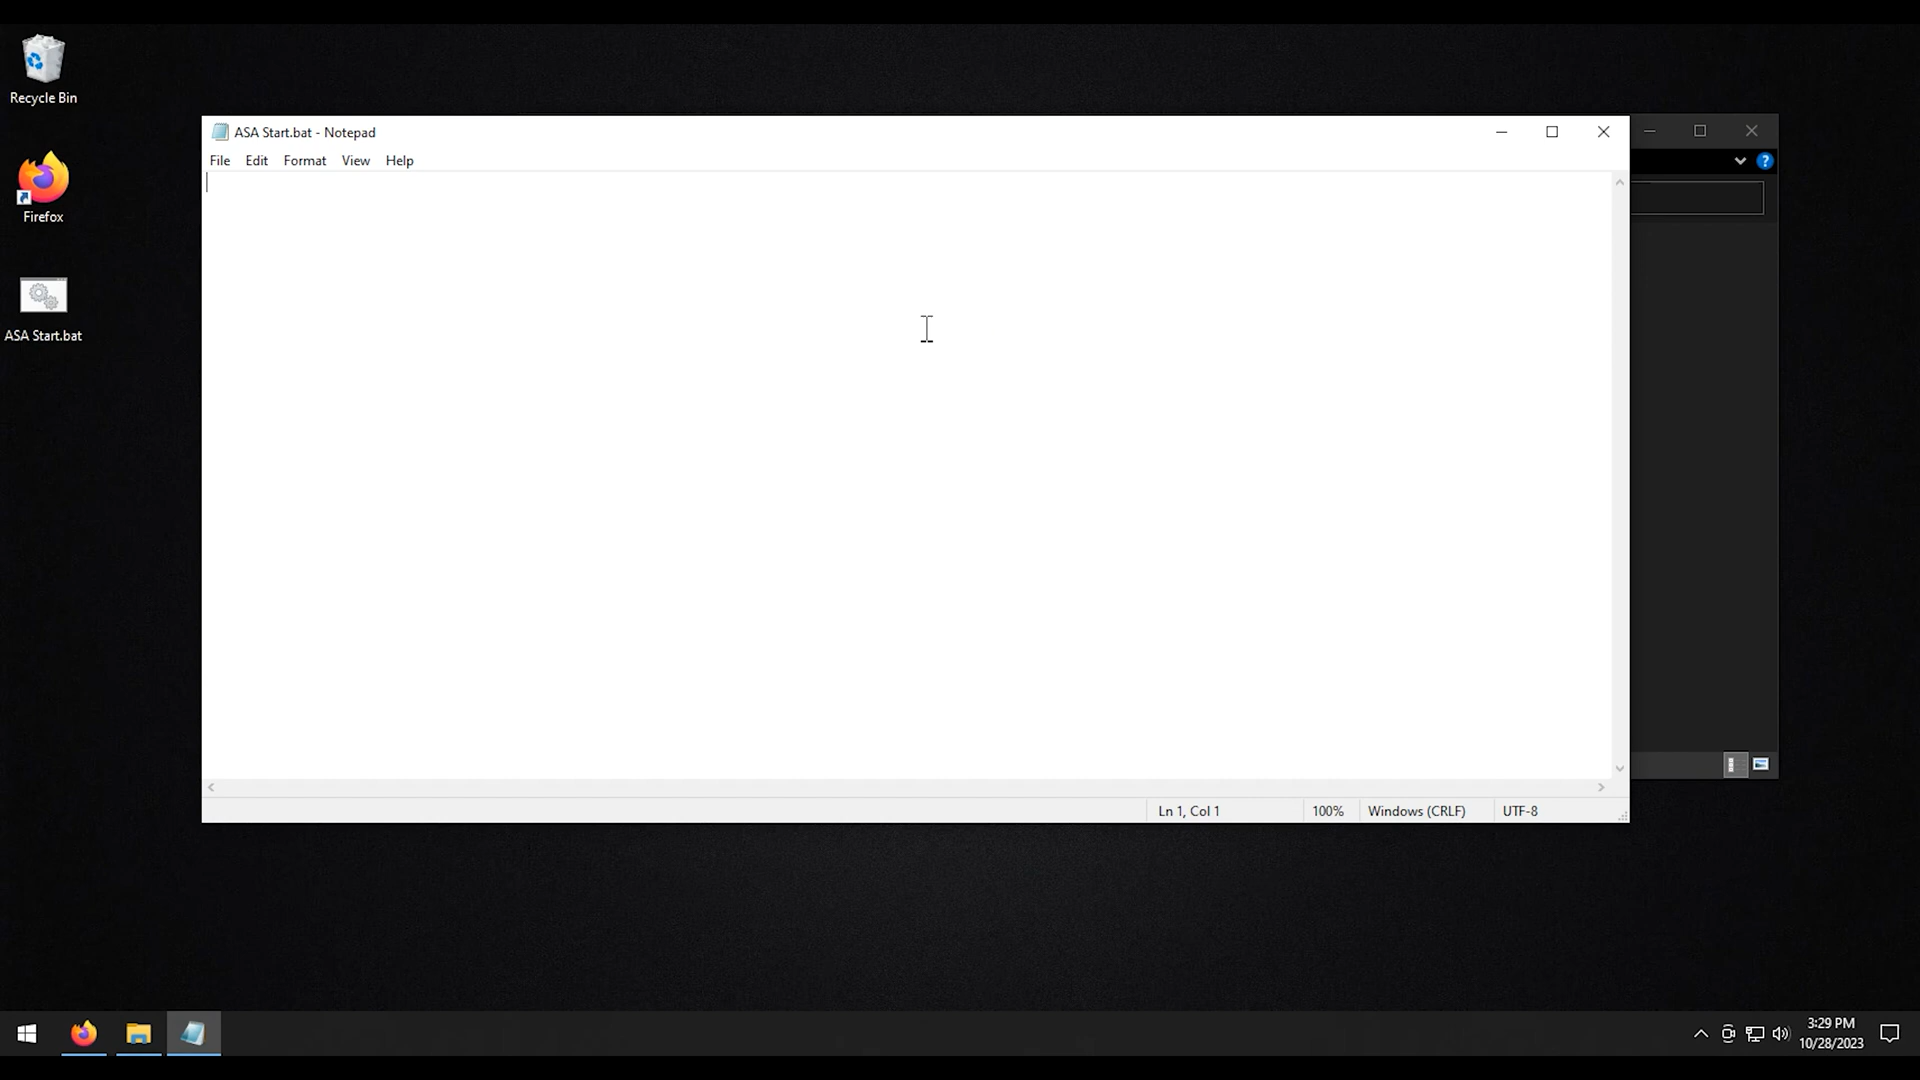 Recycle Bin
Firefox
ASA Start.bat
ASA Start.bat - Notepad
File Edit Format View Help
?
Ln 1, Col 1 100% Windows (CRLF) UTF-8
3:29 PM
10/28/2023